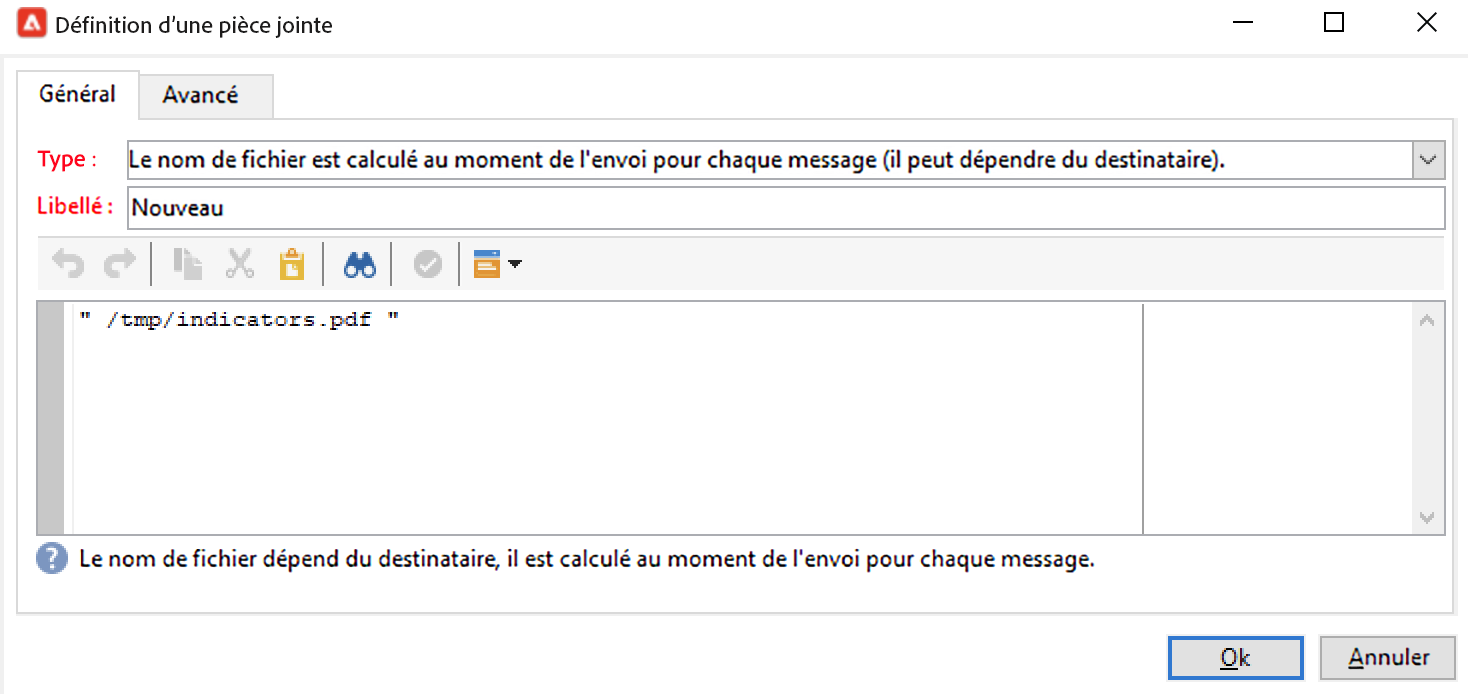 Définition d’une pièce jointe
Général
Avancé
Type :
Le nom de fichier est calculé au moment de l'envoi pour chaque message (il peut dépendre du destinataire).
Libellé :
Nouveau
" /tmp/indicators.pdf "
Le nom de fichier dépend du destinataire, il est calculé au moment de l'envoi pour chaque message.
Ok
Annuler